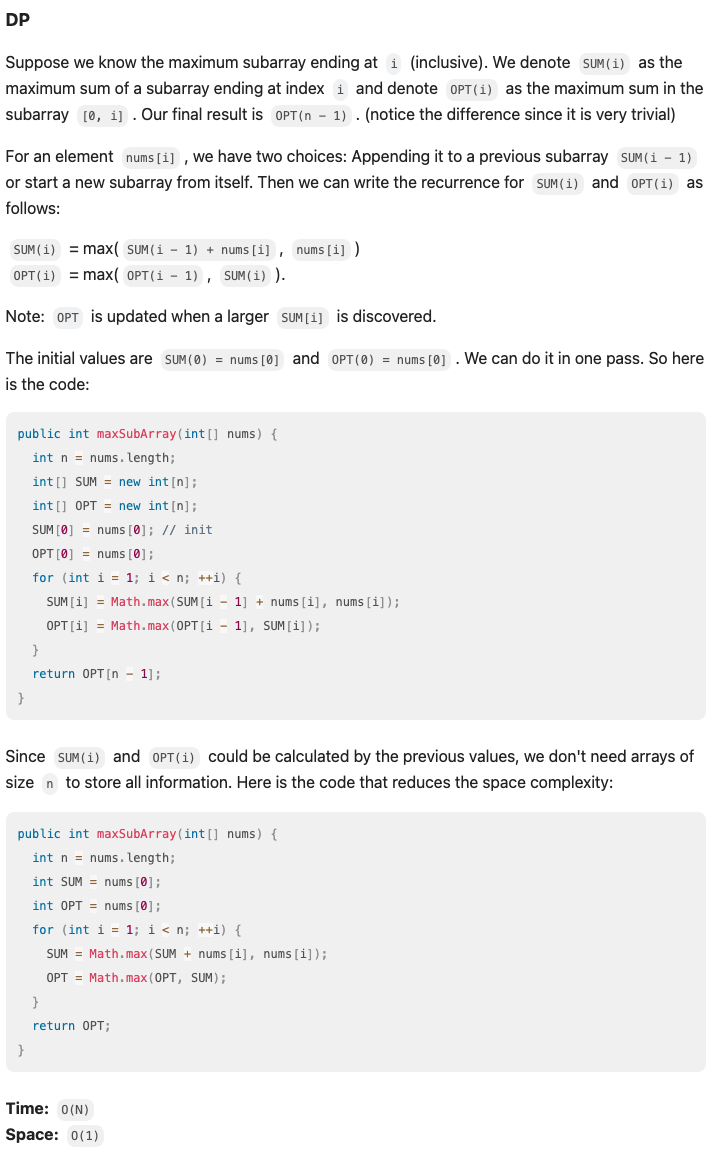 DP
Suppose we know the maximum subarray ending at i (inclusive). We denote SUM(i) as the
maximum sum of a subarray ending at index i and denote OPT(i) as the maximum sum in the
subarray [0, i] . Our final result is OPT(n - 1) . (notice the difference since it is very trivial)
For an element nums[i] , we have two choices: Appending it to a previous subarray SUM(i - 1)
or start a new subarray from itself. Then we can write the recurrence for SUM(i) and OPT(i) as
follows:
SUM(i) = max( SUM(i - 1) + nums[i] , nums[i] )
OPT(i) = max( OPT(i - 1) , SUM(i) ).
Note: OPT is updated when a larger SUM[i] is discovered.
The initial values are SUM(0) = nums[0] and OPT(0) = nums[0] . We can do it in one pass. So here
is the code:
public int maxSubArray(int[] nums) {
  int n = nums.length;
  int[] SUM = new int[n];
  int[] OPT = new int[n];
  SUM[0] = nums[0]; // init
  OPT[0] = nums[0];
  for (int i = 1; i < n; ++i) {
    SUM[i] = Math.max(SUM[i - 1] + nums[i], nums[i]);
    OPT[i] = Math.max(OPT[i - 1], SUM[i]);
  }
  return OPT[n - 1];
}
Since SUM(i) and OPT(i) could be calculated by the previous values, we don't need arrays of
size n to store all information. Here is the code that reduces the space complexity:
public int maxSubArray(int[] nums) {
  int n = nums.length;
  int SUM = nums[0];
  int OPT = nums[0];
  for (int i = 1; i < n; ++i) {
    SUM = Math.max(SUM + nums[i], nums[i]);
    OPT = Math.max(OPT, SUM);
  }
  return OPT;
}
Time: O(N)
Space: O(1)